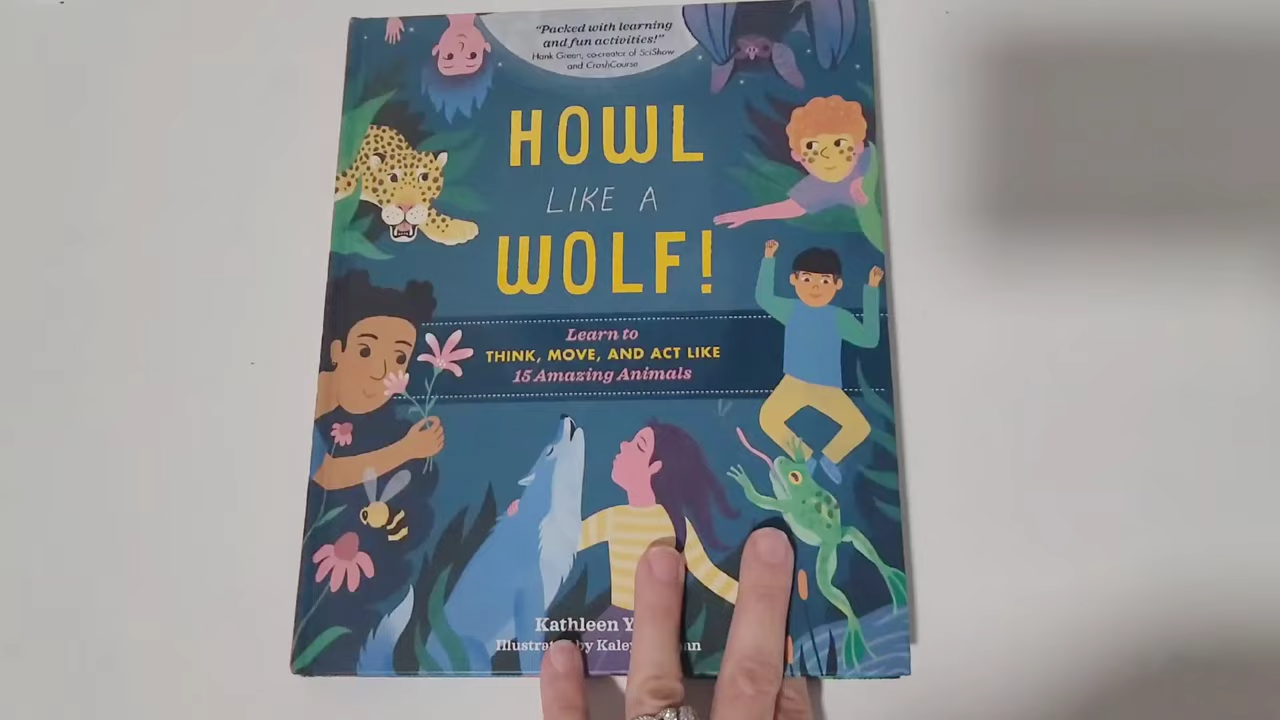 “Packed with learning
and fun activities!”
Hank Green, co-creator of SciShow
and CrashCourse
HOWL
LIKE A
WOLF!
Learn to
THINK, MOVE, AND ACT LIKE
15 Amazing Animals
Kathleen
Illustrated by